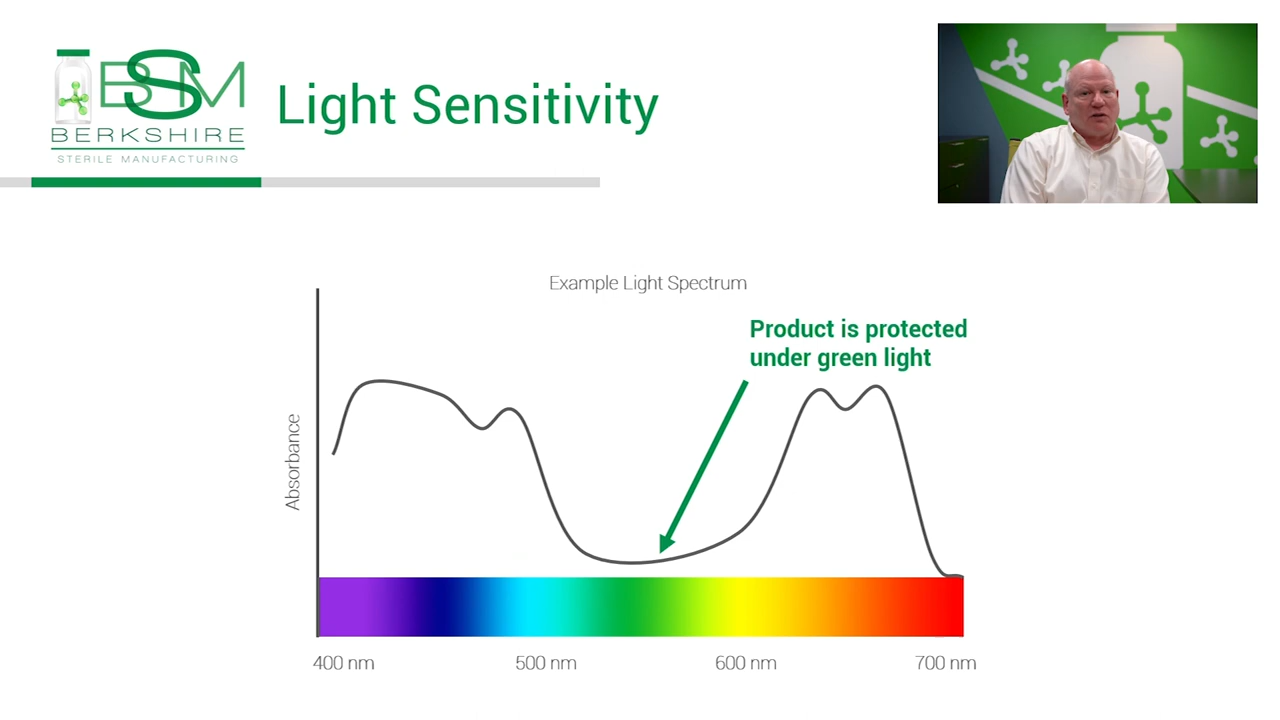 BSM
BERKSHIRE
STERILE MANUFACTURING
Light Sensitivity
Example Light Spectrum
Product is protected
under green light
Absorbance
400 nm
500 nm
600 nm
700 nm